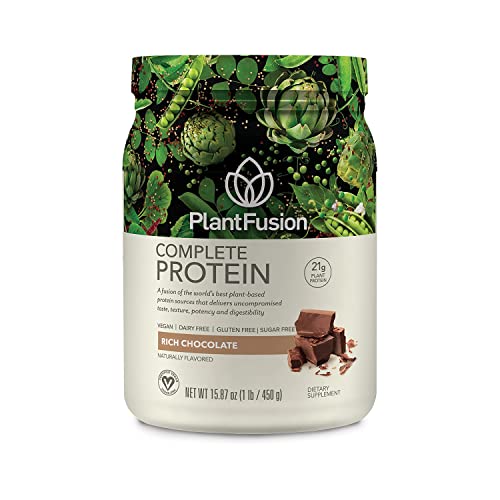 PlantFusion
COMPLETE
PROTEIN
21g
PLANT
PROTEIN
A fusion of the world's best plant-based
protein sources that delivers uncompromised
taste, texture, potency and digestibility
VEGAN | DAIRY FREE | GLUTEN FREE | SUGAR FREE
RICH CHOCOLATE
NATURALLY FLAVORED
NET WT 15.87 oz (1 lb / 450 g)
DIETARY
SUPPLEMENT